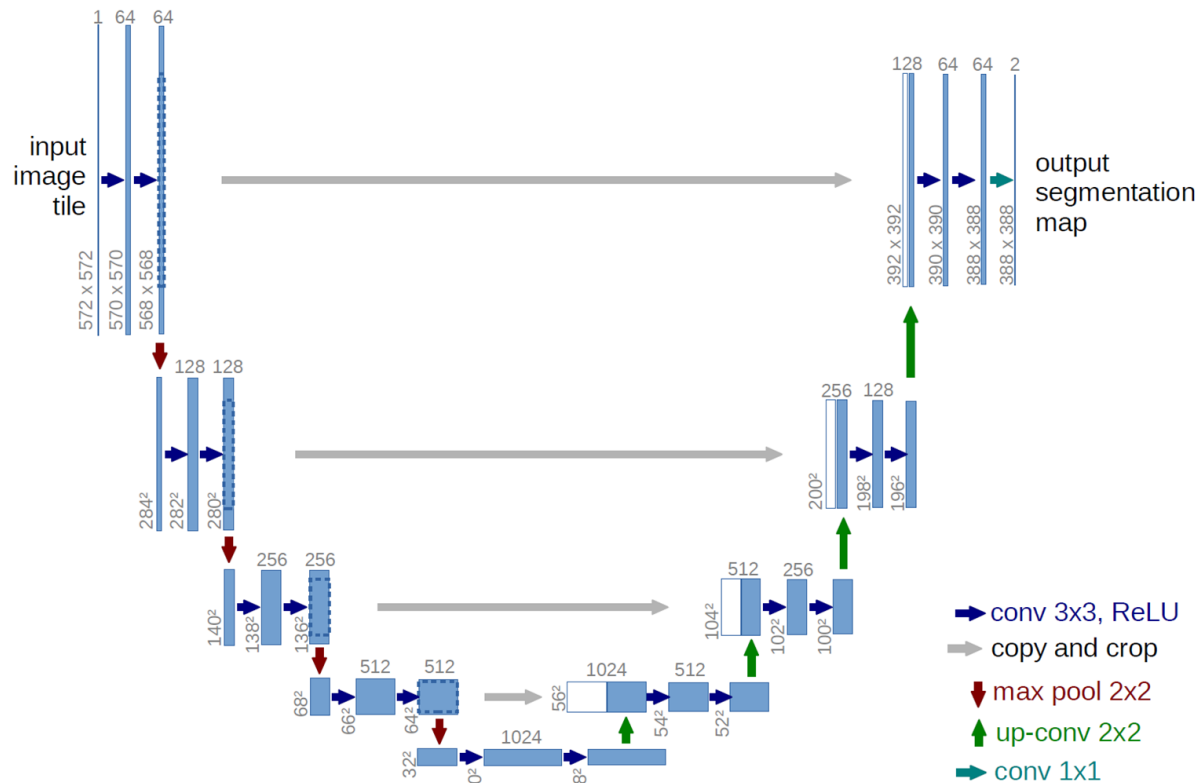 1 64 64
input
image
tile
572 x 572
570 x 570
568 x 568
128 64 64 2
output
segmentation
map
392 x 392
390 x 390
388 x 388
388 x 388
128 128
284²
282²
280²
256 128
200²
198²
196²
256 256
140²
138²
136²
512 256
104²
102²
100²
512 512
68²
66²
64²
1024 512
56²
54²
52²
1024
32²
0²
8²
conv 3x3, ReLU
copy and crop
max pool 2x2
up-conv 2x2
conv 1x1